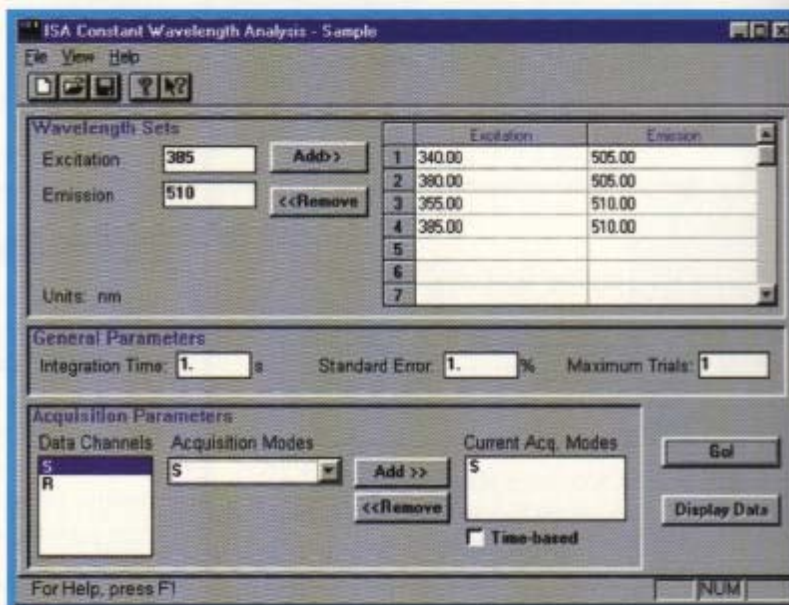 ISA Constant Wavelength Analysis - Sample
File View Help
Wavelength Sets
Excitation 385 Add>>
Emission 510 <<Remove
Units: nm
Excitation Emission
1 340.00 505.00
2 380.00 505.00
3 355.00 510.00
4 385.00 510.00
5
6
7
General Parameters
Integration Time: 1. s Standard Error: 1. % Maximum Trials: 1
Acquisition Parameters
Data Channels Acquisition Modes Current Acq. Modes
S S Add >> S Go!
R <<Remove
Time-based Display Data
For Help, press F1 NUM